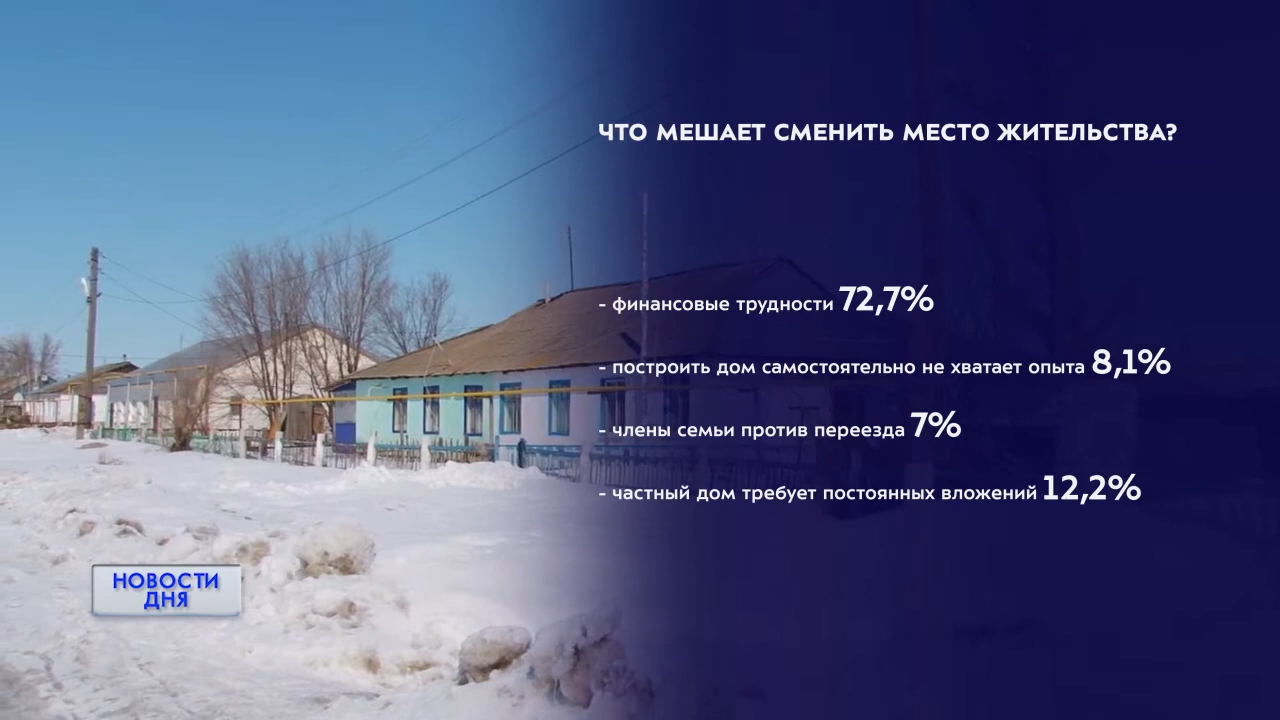 ЧТО МЕШАЕТ СМЕНИТЬ МЕСТО ЖИТЕЛЬСТВА?
- финансовые трудности 72,7%
- построить дом самостоятельно не хватает опыта 8,1%
- члены семьи против переезда 7%
- частный дом требует постоянных вложений 12,2%
НОВОСТИ
ДНЯ